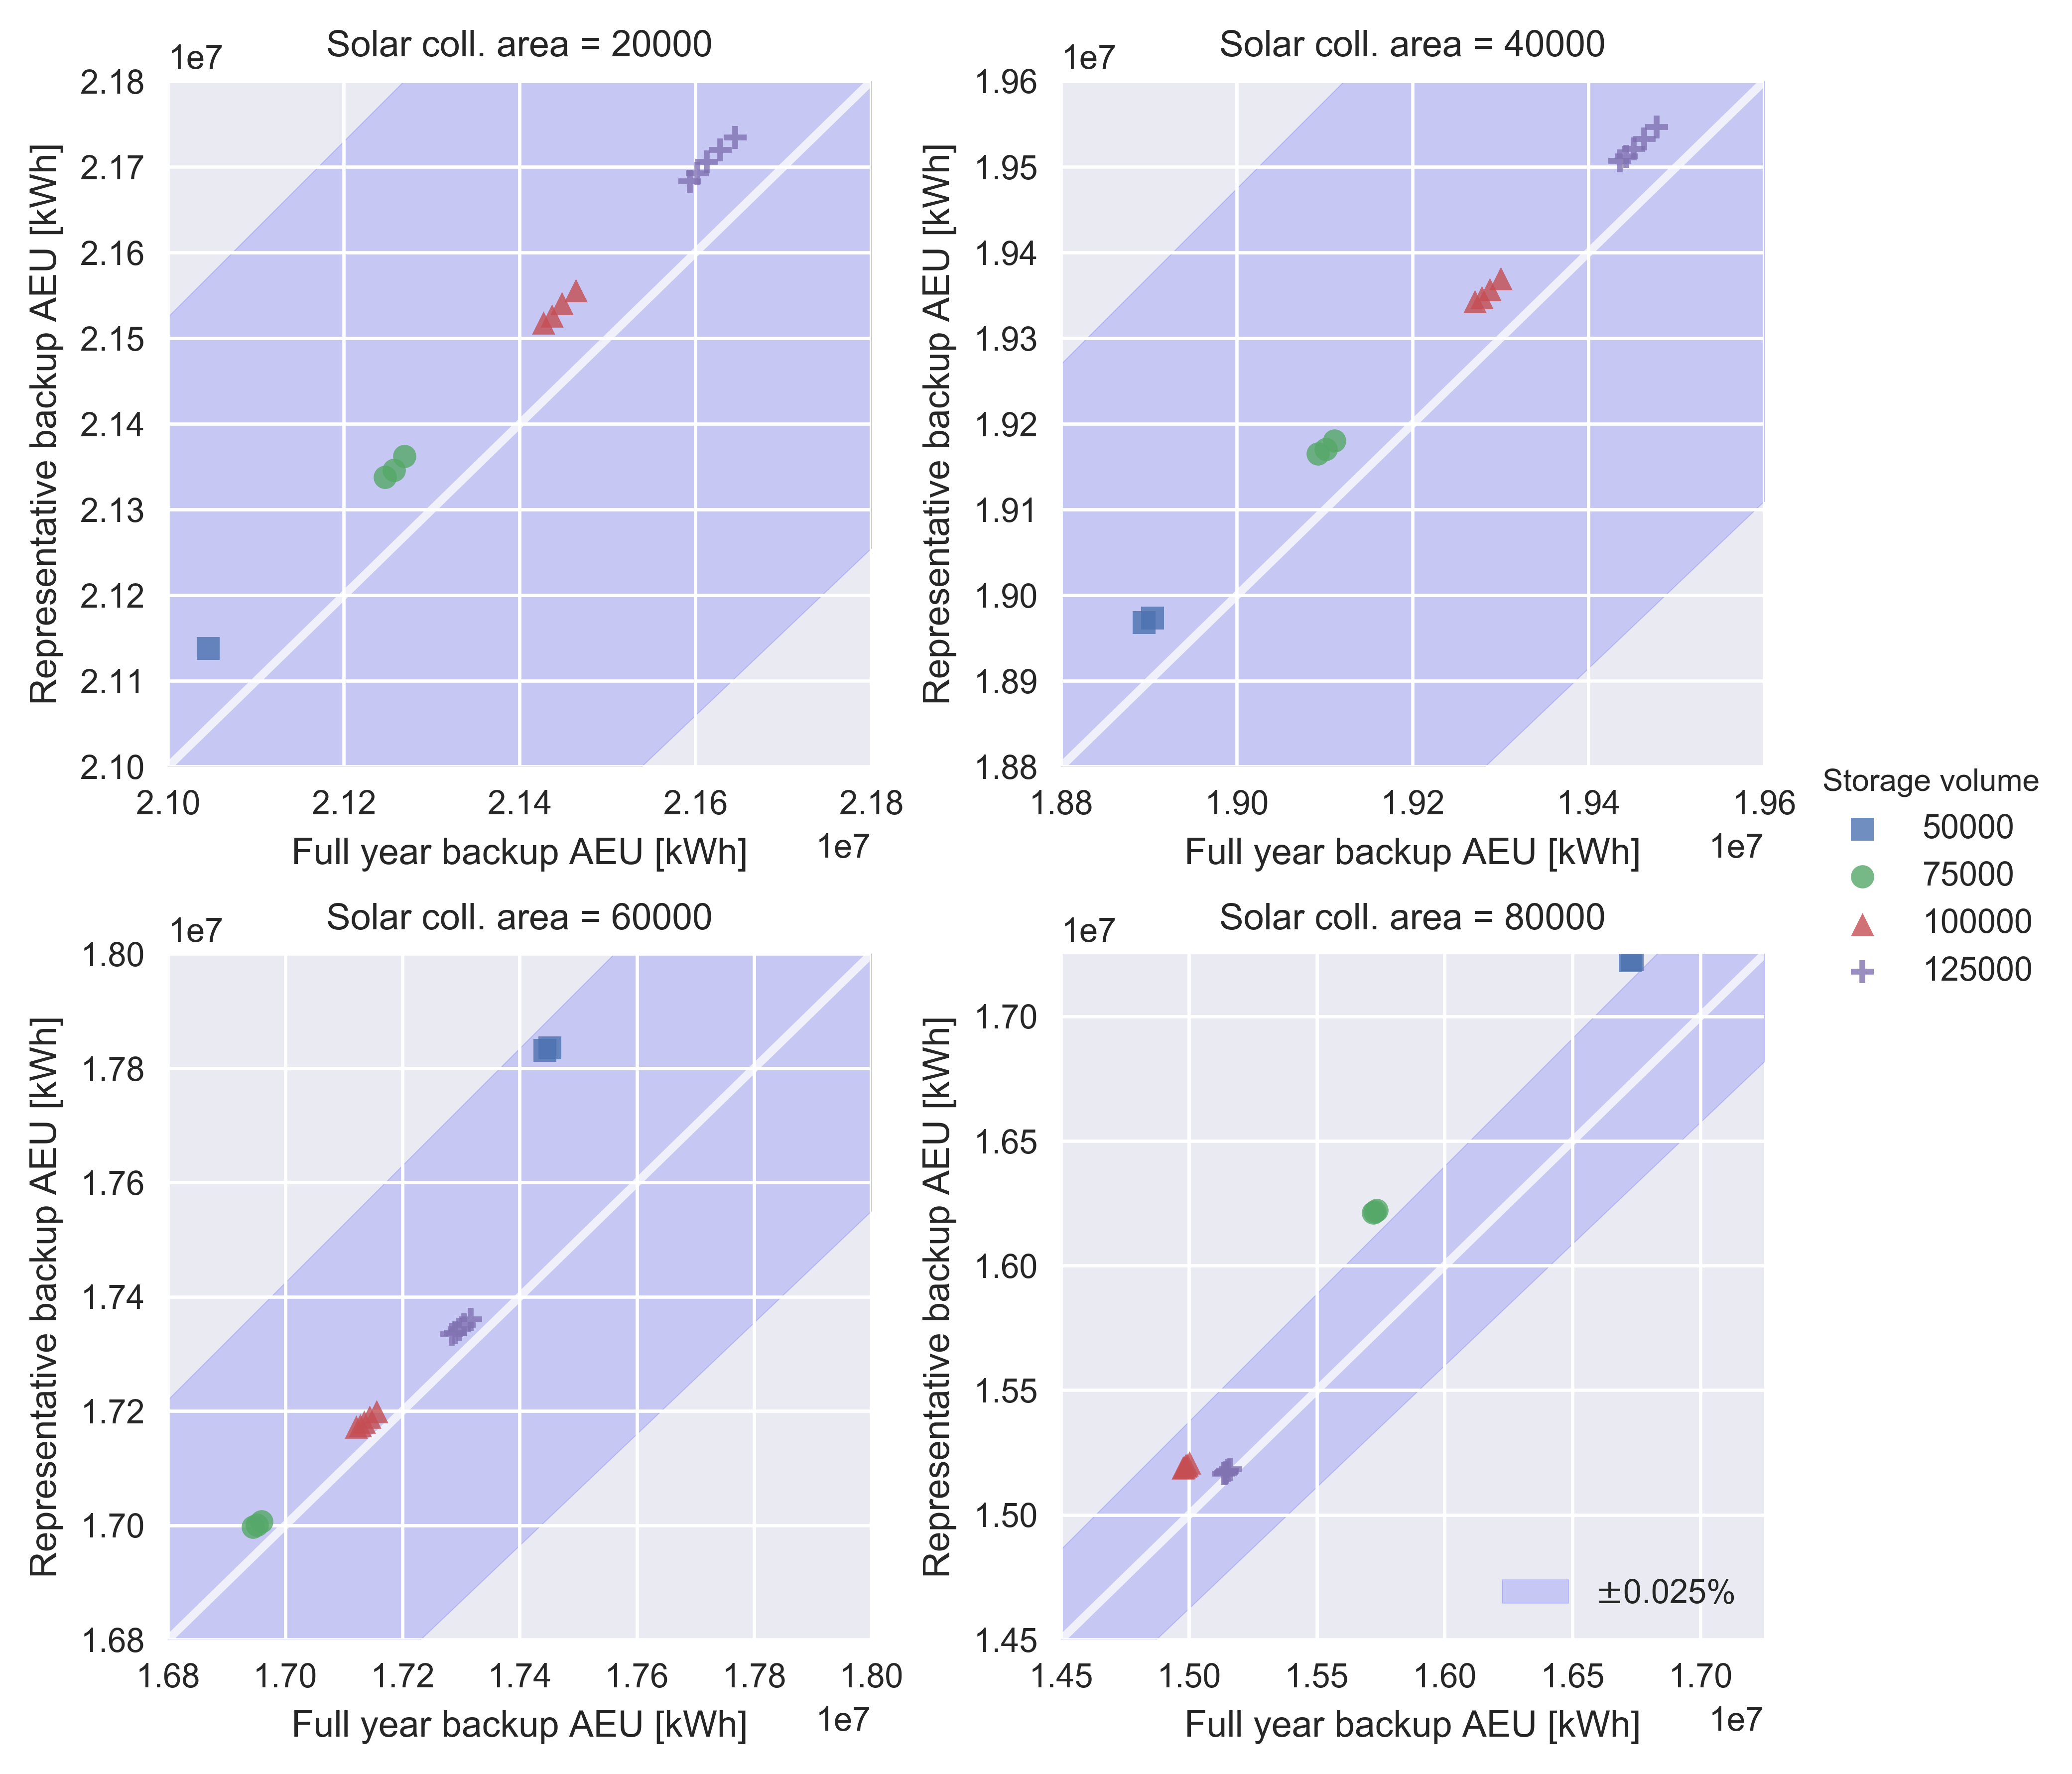 Solar coll. area = 20000
1e7
2.18
2.17
2.16
2.15
2.14
2.13
2.12
2.11
2.10
Representative backup AEU [kWh]
2.10 2.12 2.14 2.16 2.18
Full year backup AEU [kWh]
1e7
Solar coll. area = 40000
1e7
1.96
1.95
1.94
1.93
1.92
1.91
1.90
1.89
1.88
Representative backup AEU [kWh]
1.88 1.90 1.92 1.94 1.96
Full year backup AEU [kWh]
1e7
Storage volume
50000
75000
100000
125000
Solar coll. area = 60000
1e7
1.80
1.78
1.76
1.74
1.72
1.70
1.68
Representative backup AEU [kWh]
1.68 1.70 1.72 1.74 1.76 1.78 1.80
Full year backup AEU [kWh]
1e7
Solar coll. area = 80000
1e7
1.70
1.65
1.60
1.55
1.50
1.45
Representative backup AEU [kWh]
±0.025%
1.45 1.50 1.55 1.60 1.65 1.70
Full year backup AEU [kWh]
1e7